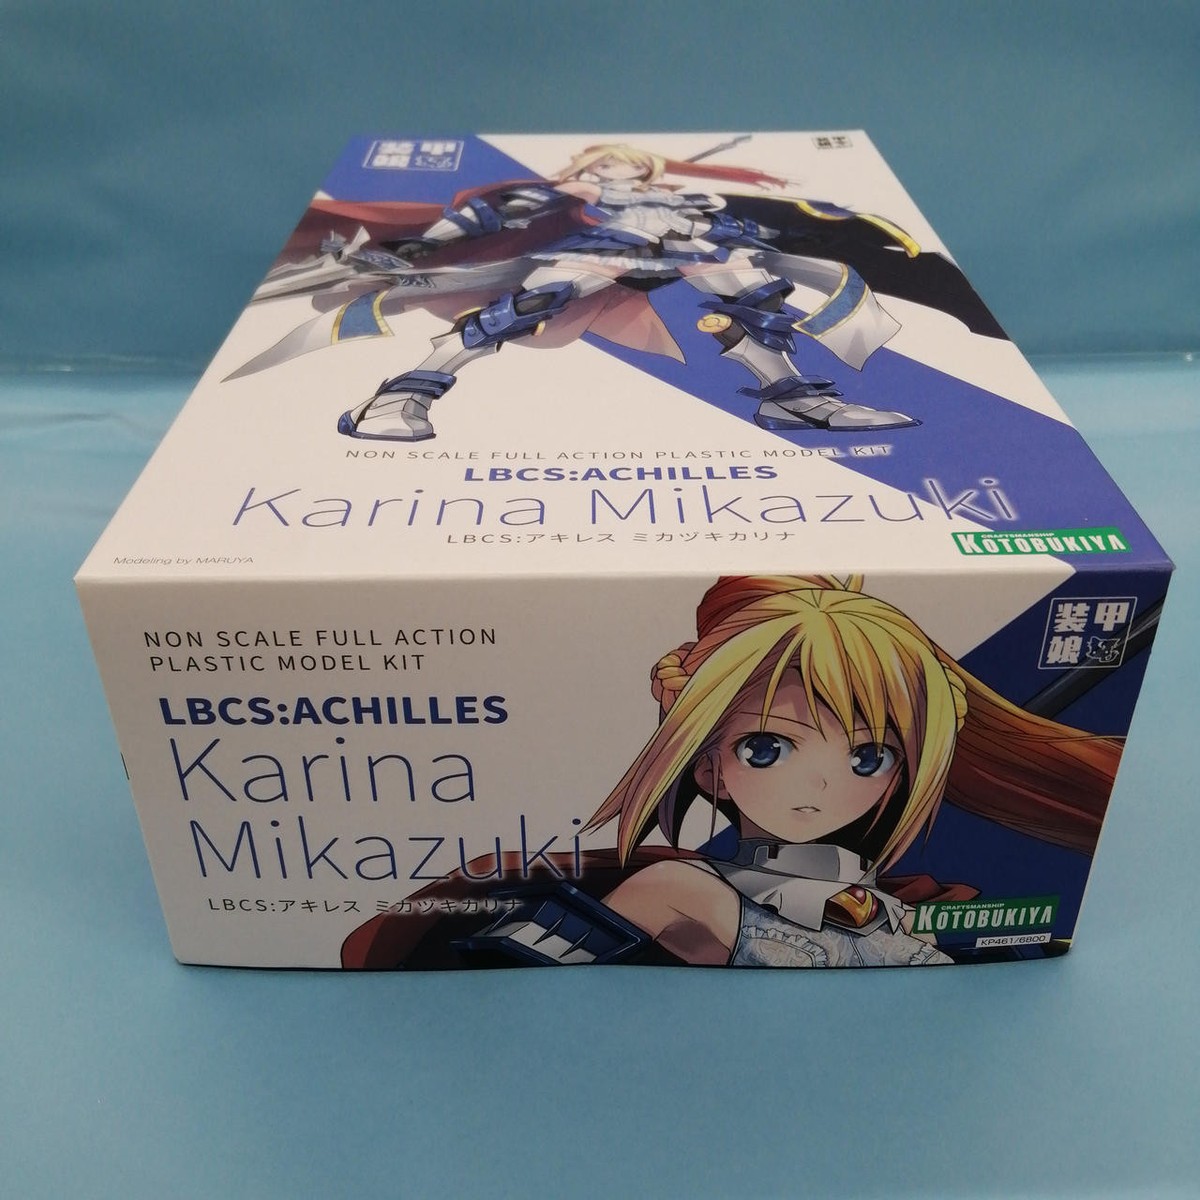 装甲
娘
NON SCALE FULL ACTION PLASTIC MODEL KIT
LBCS:ACHILLES
Karina Mikazuki
LBCS:アキレス ミカヅキカリナ
CRAFTSMANSHIP
KOTOBUKIYA
Modeling by MARUYA
NON SCALE FULL ACTION
PLASTIC MODEL KIT
LBCS:ACHILLES
Karina
Mikazuki
LBCS:アキレス ミカヅキカリナ
装甲
娘
CRAFTSMANSHIP
KOTOBUKIYA
KP461/6800